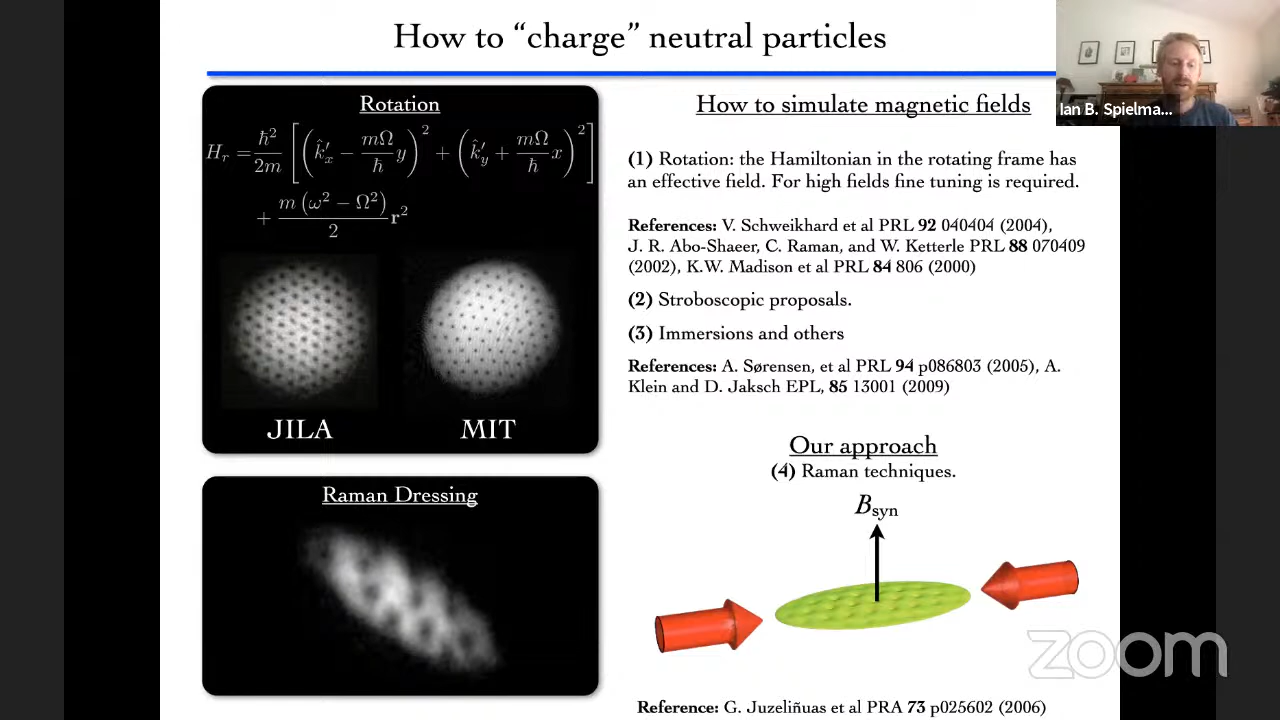 How to “charge” neutral particles
Rotation
H_r = ħ²/2m [(k̂′_x − mΩ/ħ y)² + (k̂′_y + mΩ/ħ x)²]
+ m(ω² − Ω²)/2 r²
JILA
MIT
Raman Dressing
How to simulate magnetic fields
(1) Rotation: the Hamiltonian in the rotating frame has
an effective field. For high fields fine tuning is required.
References: V. Schweikhard et al PRL 92 040404 (2004),
J. R. Abo-Shaeer, C. Raman, and W. Ketterle PRL 88 070409
(2002), K.W. Madison et al PRL 84 806 (2000)
(2) Stroboscopic proposals.
(3) Immersions and others
References: A. Sørensen, et al PRL 94 p086803 (2005), A.
Klein and D. Jaksch EPL, 85 13001 (2009)
Our approach
(4) Raman techniques.
B_syn
Reference: G. Juzeliñuas et al PRA 73 p025602 (2006)
Ian B. Spielma...
zoom